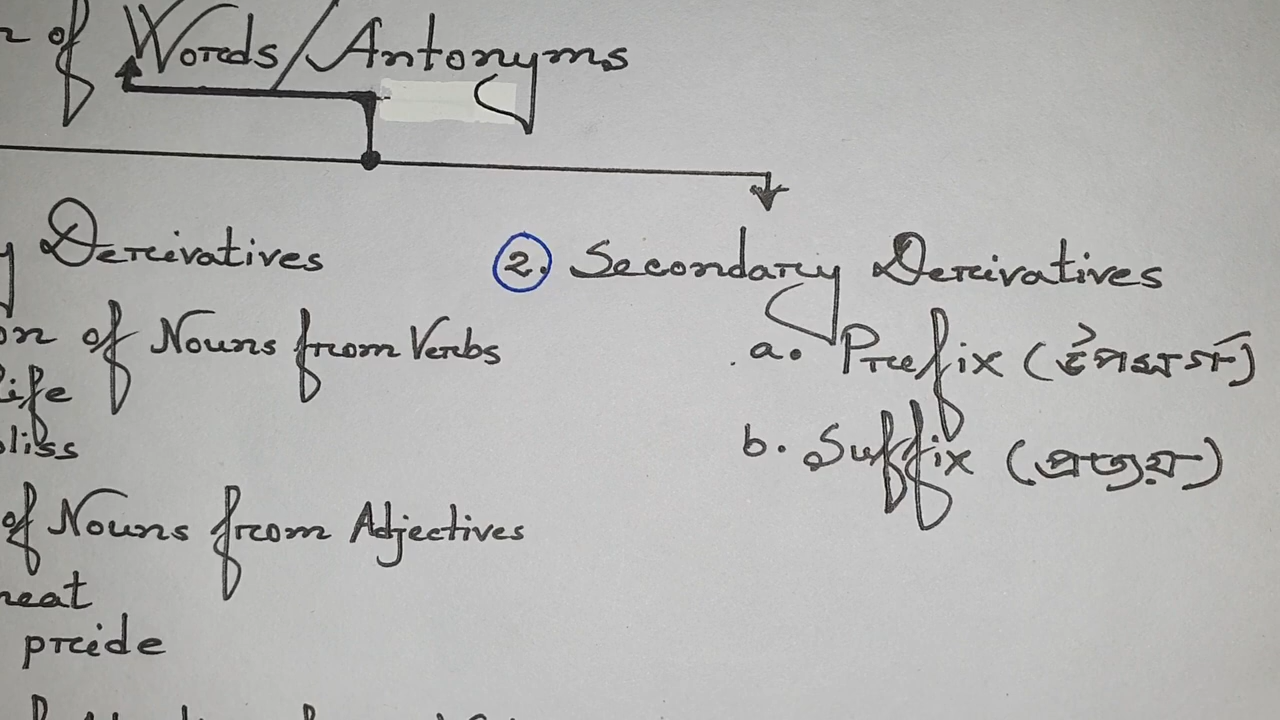 of Words/Antonyms
Derivatives
2. Secondary Derivatives
of Nouns from Verbs
a. Prefix (উপসর্গ)
life
bliss
b. Suffix (প্রত্যয়)
of Nouns from Adjectives
heat
pride